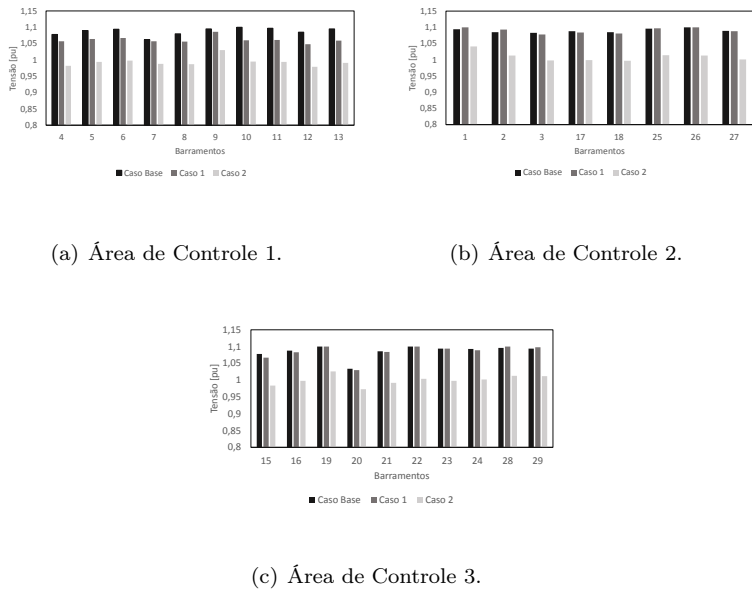 1,15
1,1
1,05
1
0,95
0,9
0,85
0,8
Tensão [pu]
4 5 6 7 8 9 10 11 12 13
Barramentos
Caso Base Caso 1 Caso 2
(a) Área de Controle 1.
1,15
1,1
1,05
1
0,95
0,9
0,85
0,8
Tensão [pu]
1 2 3 17 18 25 26 27
Barramentos
Caso Base Caso 1 Caso 2
(b) Área de Controle 2.
1,15
1,1
1,05
1
0,95
0,9
0,85
0,8
Tensão [pu]
15 16 19 20 21 22 23 24 28 29
Barramentos
Caso Base Caso 1 Caso 2
(c) Área de Controle 3.